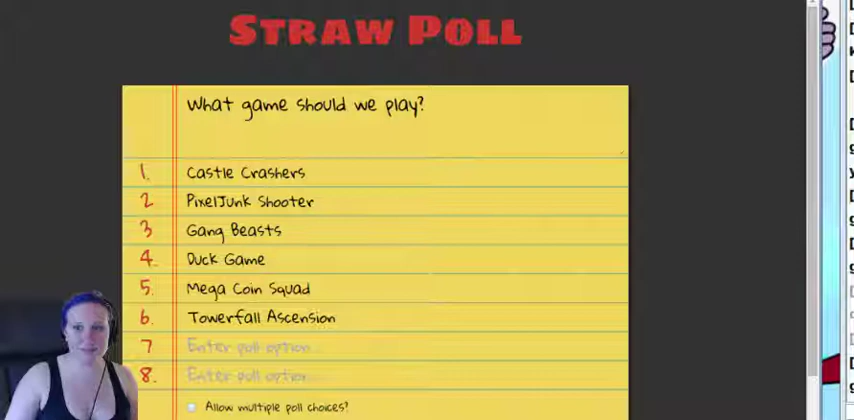 Straw Poll
What game should we play?
1. Castle Crashers
2 PixelJunk Shooter
3 Gang Beasts
4. Duck Game
5. Mega Coin Squad
6. Towerfall Ascension
7 Enter poll option...
8. Enter poll option...
Allow multiple poll choices?